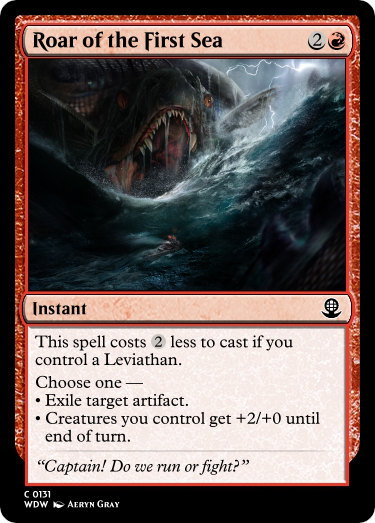 Roar of the First Sea 2
Instant
This spell costs 2 less to cast if you
control a Leviathan.
Choose one —
• Exile target artifact.
• Creatures you control get +2/+0 until
end of turn.
“Captain! Do we run or fight?”
C 0131
WDW Aeryn Gray